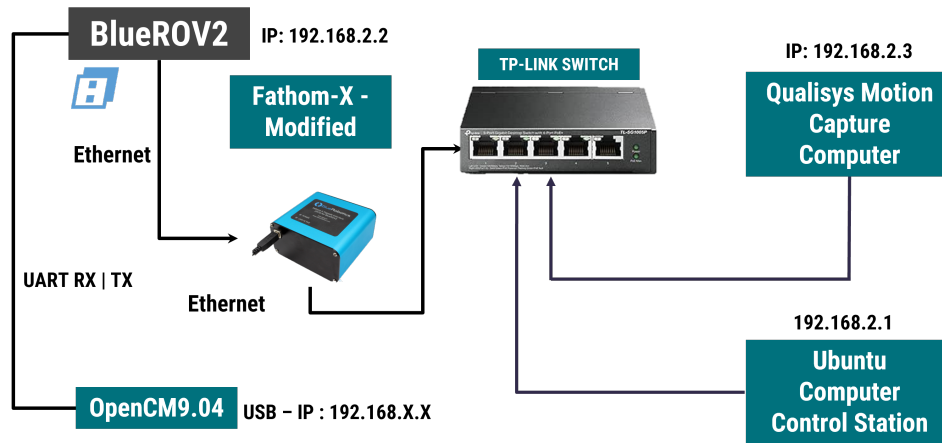 BlueROV2
IP: 192.168.2.2
TP-LINK SWITCH
IP: 192.168.2.3
Fathom-X -
Modified
Qualisys Motion
Capture
Computer
TL-SG1005P
Ethernet
Ethernet
UART RX | TX
192.168.2.1
Ubuntu
Computer
Control Station
OpenCM9.04
USB – IP : 192.168.X.X